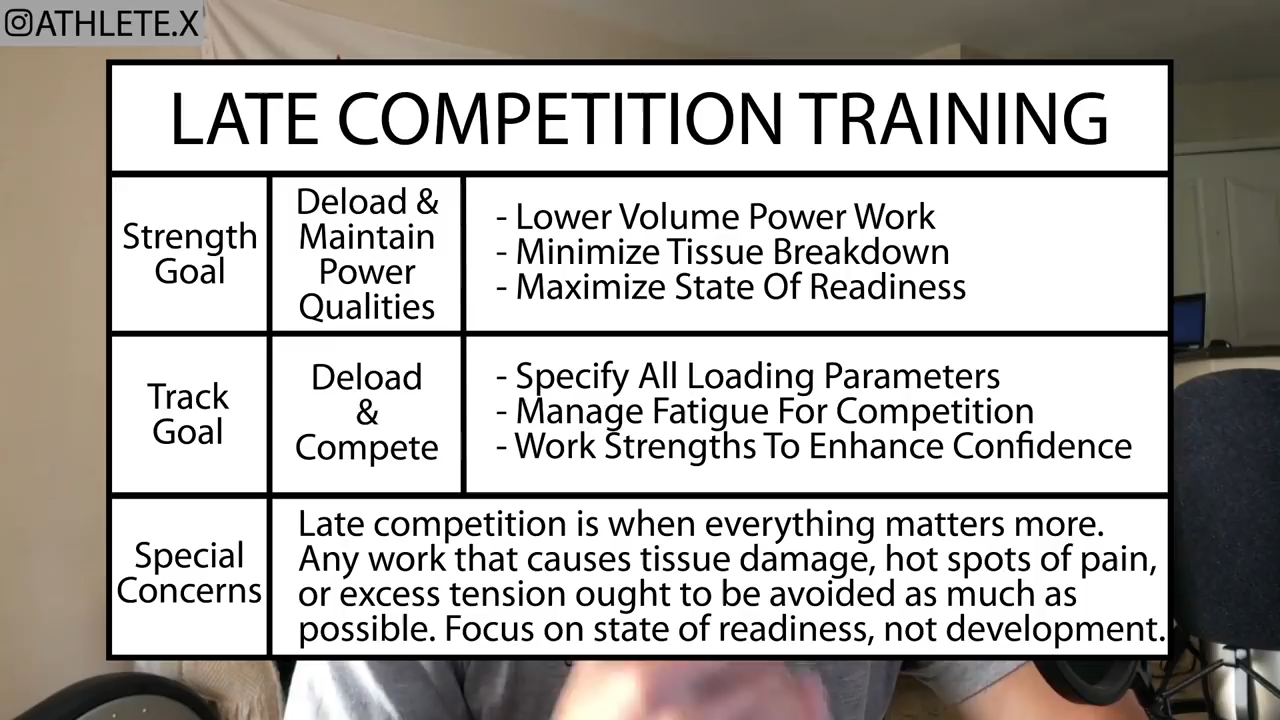 ATHLETE.X
LATE COMPETITION TRAINING
Strength
Goal
Deload &
Maintain
Power
Qualities
- Lower Volume Power Work
- Minimize Tissue Breakdown
- Maximize State Of Readiness
Track
Goal
Deload
&
Compete
- Specify All Loading Parameters
- Manage Fatigue For Competition
- Work Strengths To Enhance Confidence
Special
Concerns
Late competition is when everything matters more.
Any work that causes tissue damage, hot spots of pain,
or excess tension ought to be avoided as much as
possible. Focus on state of readiness, not development.